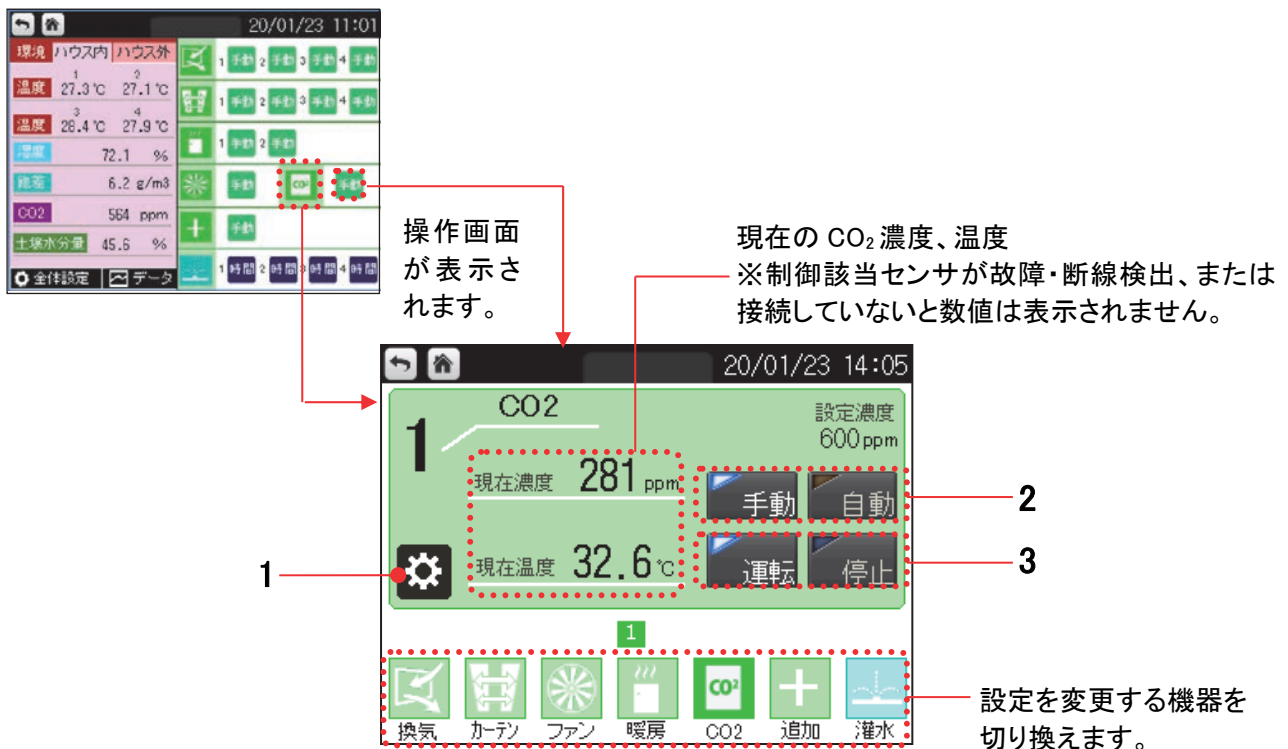 20/01/23 11:01
環境 ハウス内 ハウス外
1 手動 2 手動 3 手動 4 手動
1 2
温度 27.3℃ 27.1℃
1 手動 2 手動 3 手動 4 手動
3 4
温度 28.4℃ 27.9℃
1 手動 2 手動
湿度 72.1 %
飽差 6.2 g/m3
手動 CO² 手動
CO2 564 ppm
手動
土壌水分量 45.6 %
1 時間 2 時間 3 時間 4 時間
全体設定 データ
操作画面
が表示さ
れます。
現在の CO₂ 濃度、温度
※制御該当センサが故障・断線検出、または
接続していないと数値は表示されません。
20/01/23 14:05
1 CO2
設定濃度
600ppm
現在濃度 281 ppm
手動 自動
2
現在温度 32.6℃
運転 停止
3
1
1
CO²
換気 カーテン ファン 暖房 CO2 追加 灌水
設定を変更する機器を
切り換えます。